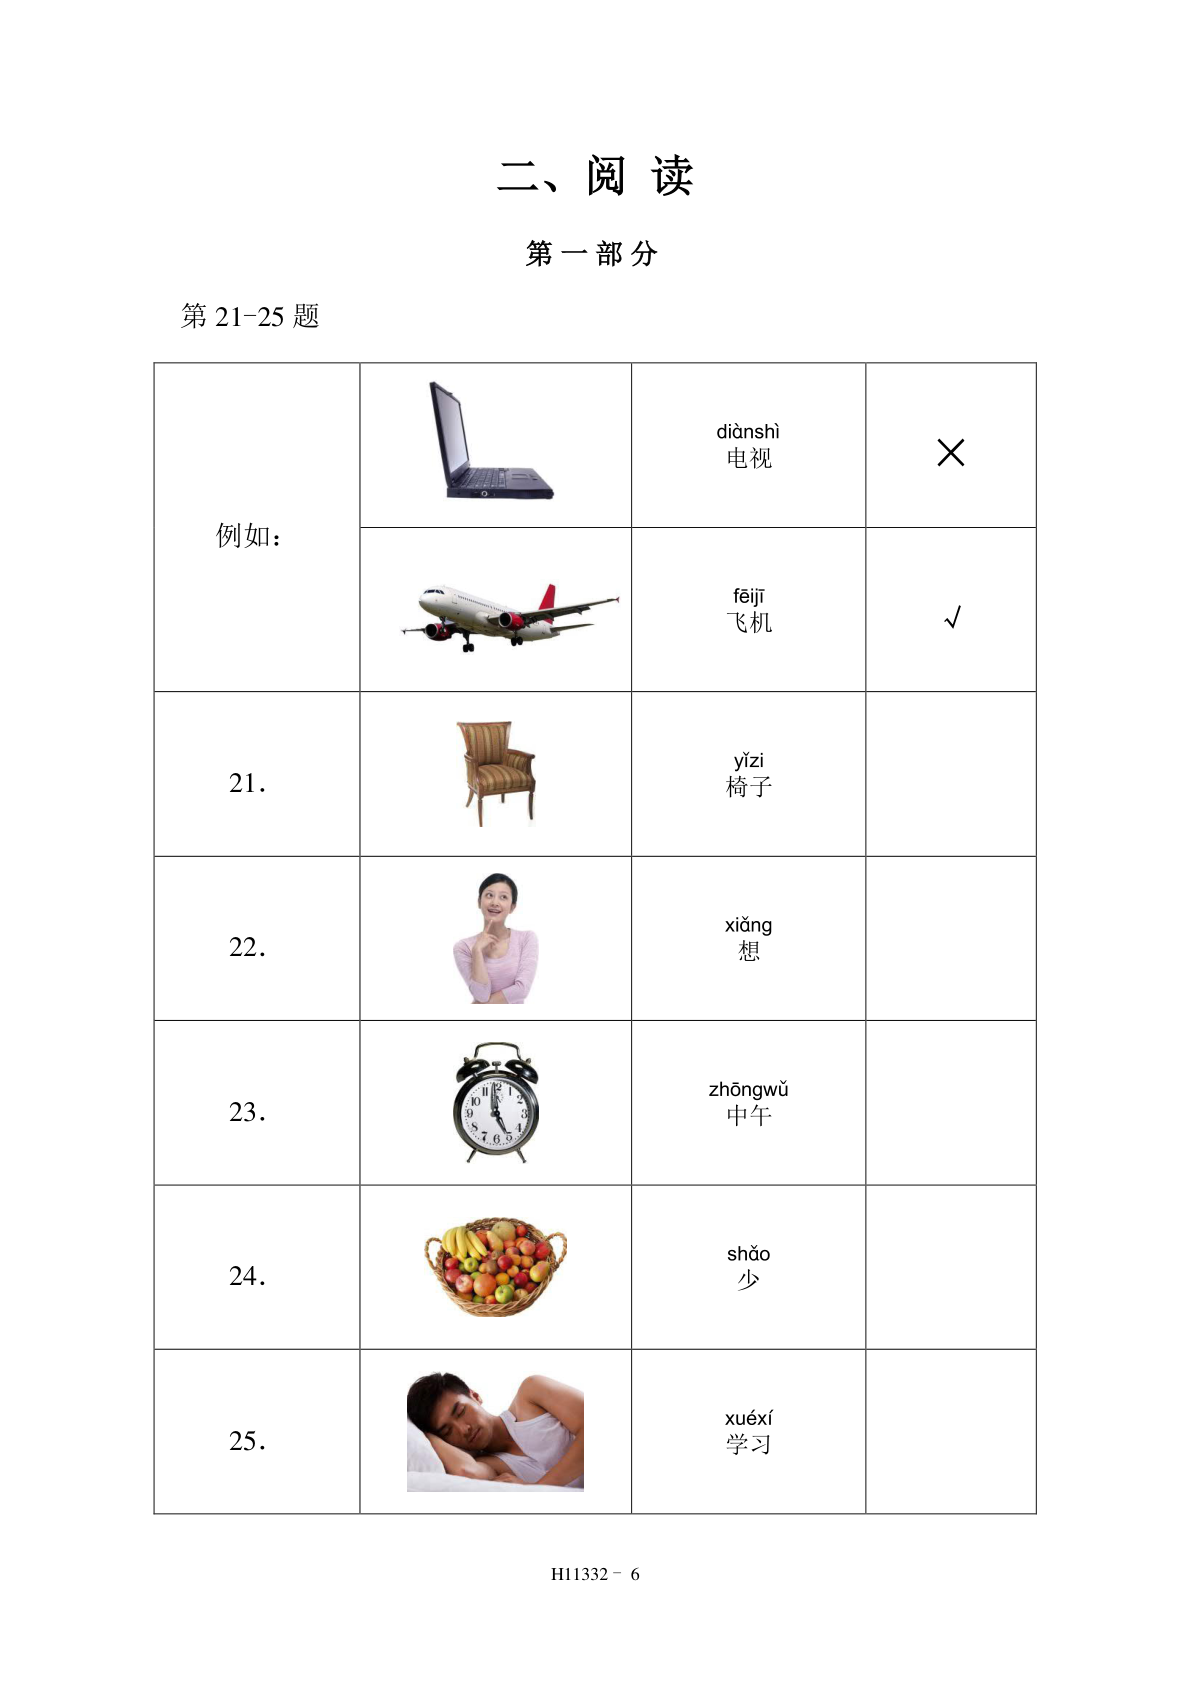 二、阅 读
第 一 部 分
第 21-25 题
例如：
diànshì
电视
×
fēijī
飞机
√
21．
yǐzi
椅子
22．
xiǎng
想
23．
zhōngwǔ
中午
24．
shǎo
少
25．
xuéxí
学习
H11332 - 6